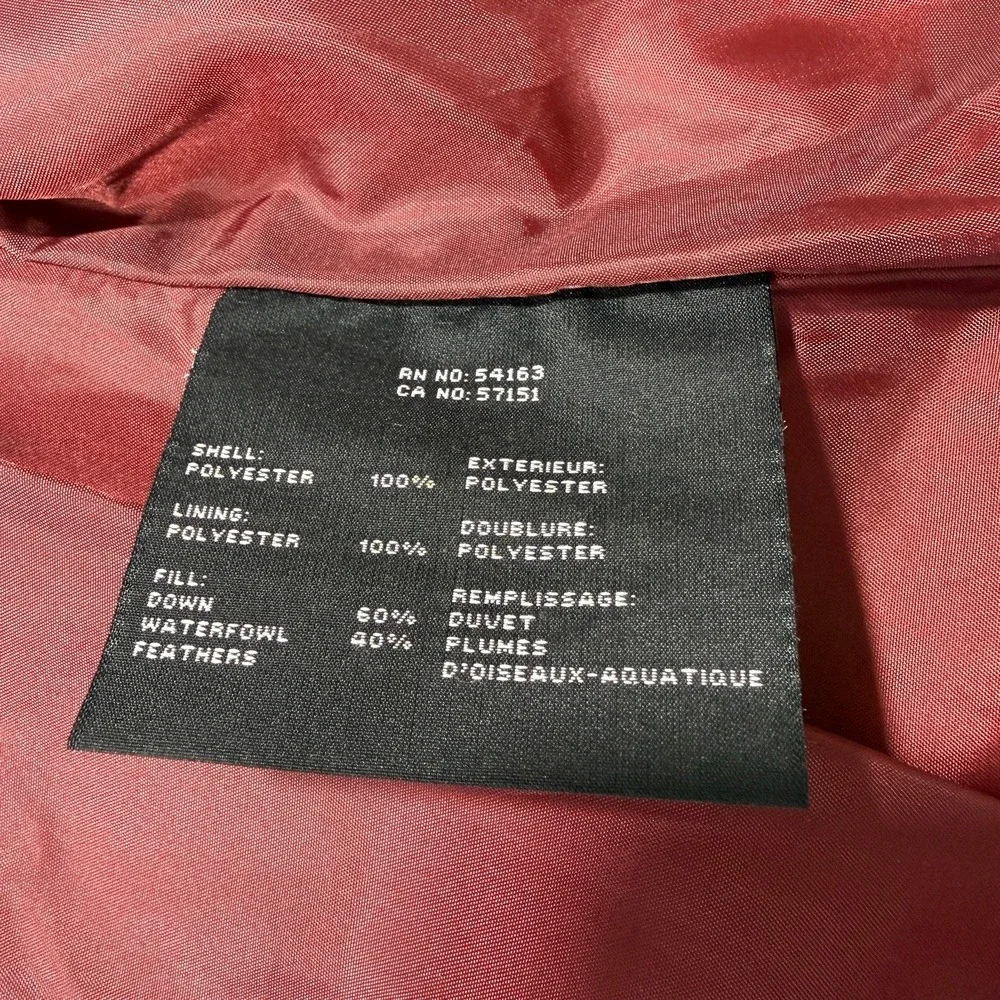 RN NO: 54163
CA NO: 57151
SHELL:
POLYESTER 100%
LINING:
POLYESTER 100%
FILL:
DOWN 60%
WATERFOWL 40%
FEATHERS
EXTERIEUR:
POLYESTER
DOUBLURE:
POLYESTER
REMPLISSAGE:
DUVET
PLUMES
D'OISEAUX-AQUATIQUE